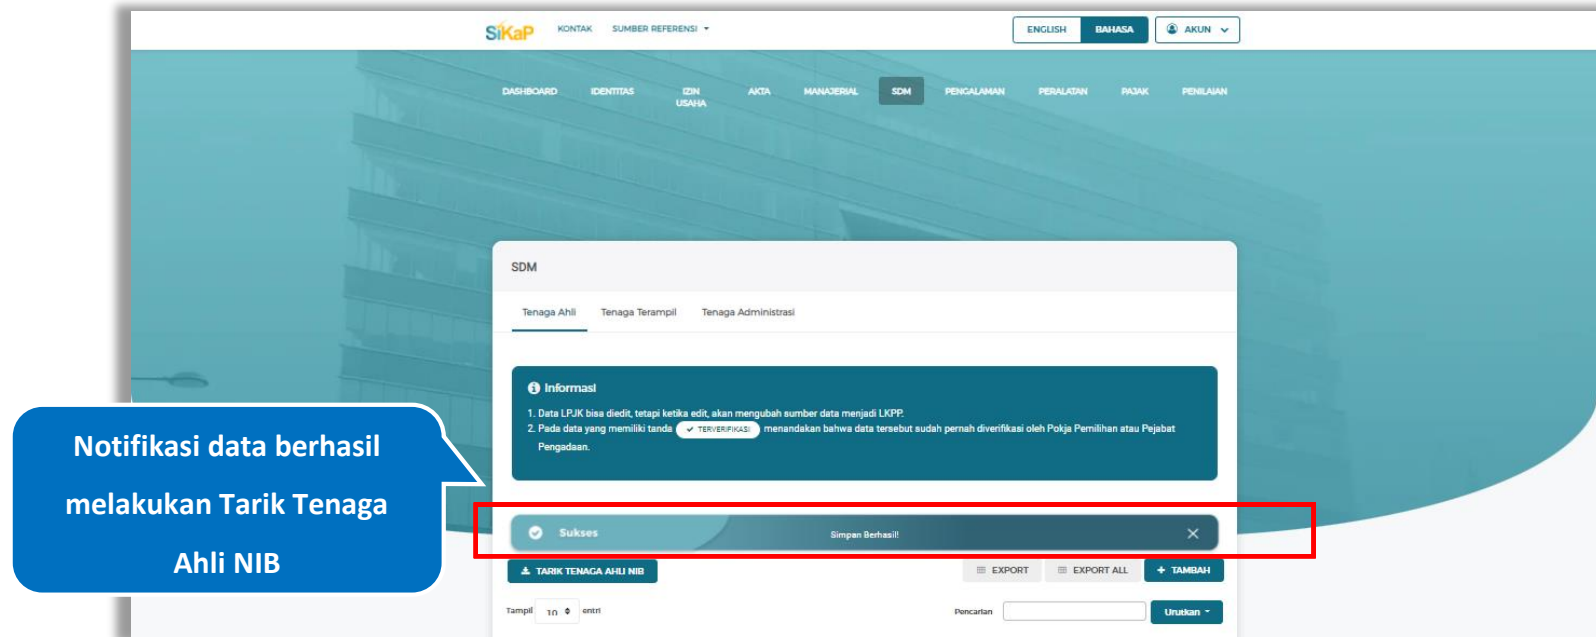 SiKaP KONTAK SUMBER REFERENSI ENGLISH BAHASA AKUN
DASHBOARD IDENTITAS IZIN USAHA AKTA MANAJERIAL SDM PENGALAMAN PERALATAN PAJAK PENILAIAN
SDM
Tenaga Ahli Tenaga Terampil Tenaga Administrasi
Informasi
1. Data LPJK bisa diedit, tetapi ketika edit, akan mengubah sumber data menjadi LKPP.
2. Pada data yang memiliki tanda TERVERIFIKASI menandakan bahwa data tersebut sudah pernah diverifikasi oleh Pokja Pemilihan atau Pejabat
Pengadaan.
Notifikasi data berhasil
melakukan Tarik Tenaga
Ahli NIB
Sukses Simpan Berhasil!
TARIK TENAGA AHLI NIB EXPORT EXPORT ALL + TAMBAH
Tampil 10 entri Pencarian Urutkan